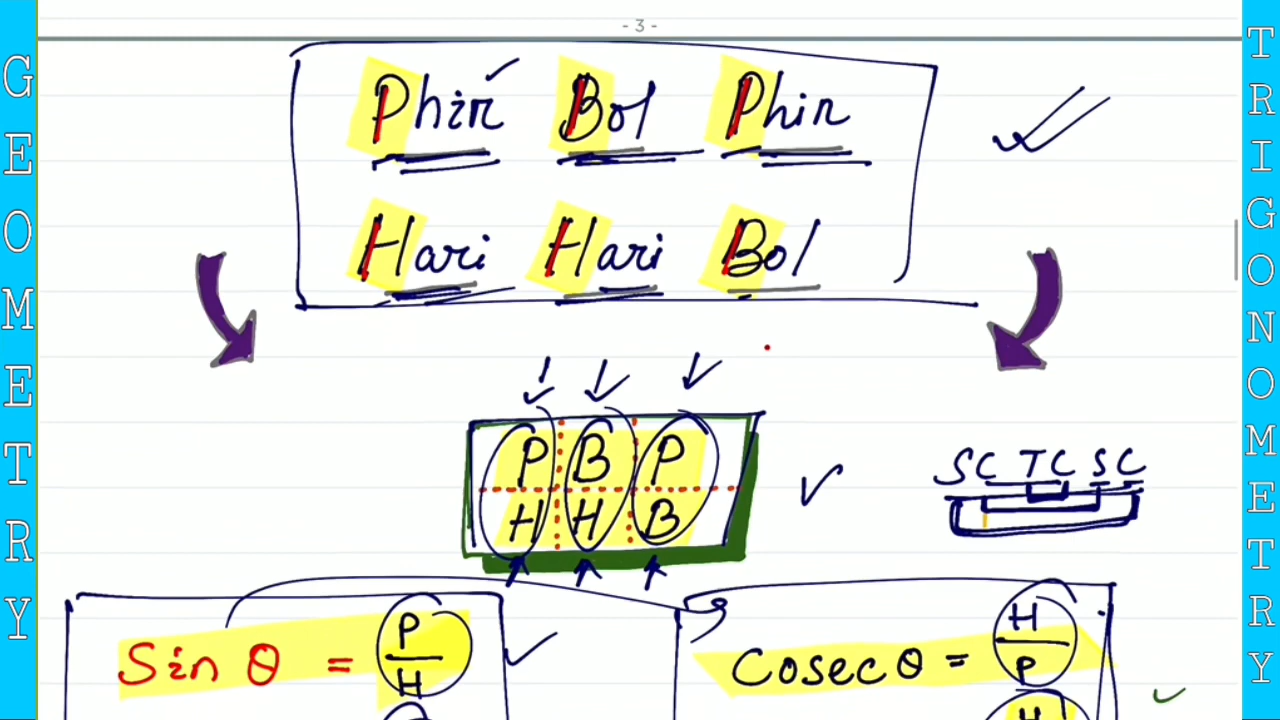 - 3 -
GEOMETRY
TRIGONOMETRY
Phir Bol Phir
Hari Hari Bol
P B P
H H B
SC TC SC
Sin θ = P/H
Cosec θ = H/P
H